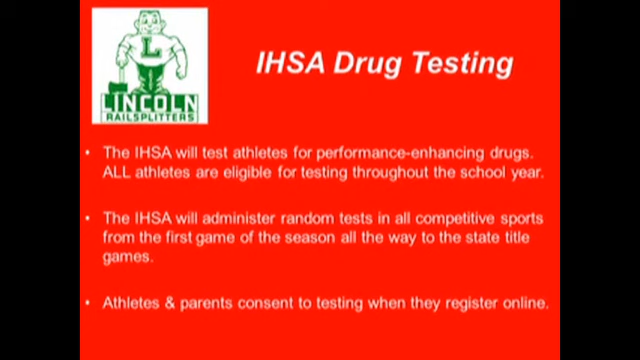 L
LINCOLN
RAILSPLITTERS
IHSA Drug Testing
• The IHSA will test athletes for performance-enhancing drugs.
ALL athletes are eligible for testing throughout the school year.
• The IHSA will administer random tests in all competitive sports
from the first game of the season all the way to the state title
games.
• Athletes & parents consent to testing when they register online.